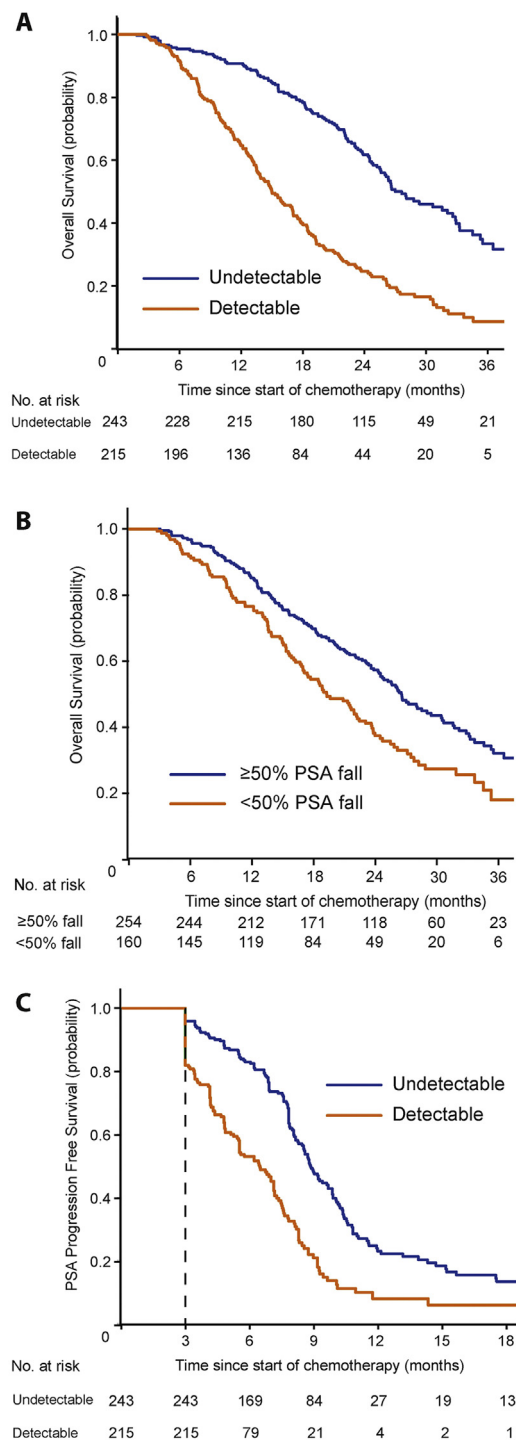 A
Overall Survival (probability)
1.0
0.8
0.6
0.4
0.2
0
Undetectable
Detectable
6 12 18 24 30 36
Time since start of chemotherapy (months)
No. at risk
Undetectable 243 228 215 180 115 49 21
Detectable 215 196 136 84 44 20 5
B
Overall Survival (probability)
1.0
0.8
0.6
0.4
0.2
0
≥50% PSA fall
<50% PSA fall
6 12 18 24 30 36
Time since start of chemotherapy (months)
No. at risk
≥50% fall 254 244 212 171 118 60 23
<50% fall 160 145 119 84 49 20 6
C
PSA Progression Free Survival (probability)
1.0
0.8
0.6
0.4
0.2
0
Undetectable
Detectable
3 6 9 12 15 18
Time since start of chemotherapy (months)
No. at risk
Undetectable 243 243 169 84 27 19 13
Detectable 215 215 79 21 4 2 1